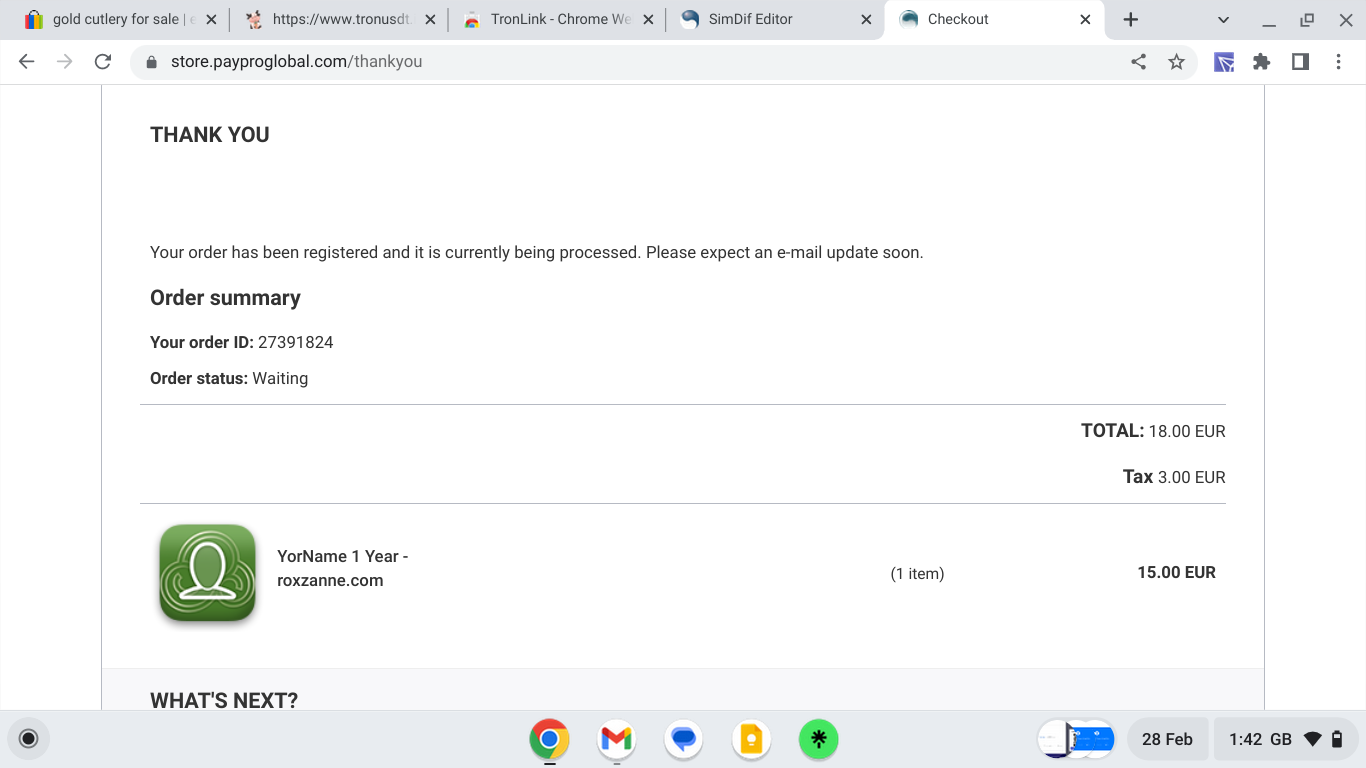 gold cutlery for sale | e
https://www.tronusdt.
TronLink - Chrome We
SimDif Editor
Checkout
store.payproglobal.com/thankyou
THANK YOU
Your order has been registered and it is currently being processed. Please expect an e-mail update soon.
Order summary
Your order ID: 27391824
Order status: Waiting
TOTAL: 18.00 EUR
Tax 3.00 EUR
YorName 1 Year -
roxzanne.com
(1 item)
15.00 EUR
WHAT'S NEXT?
28 Feb
1:42 GB